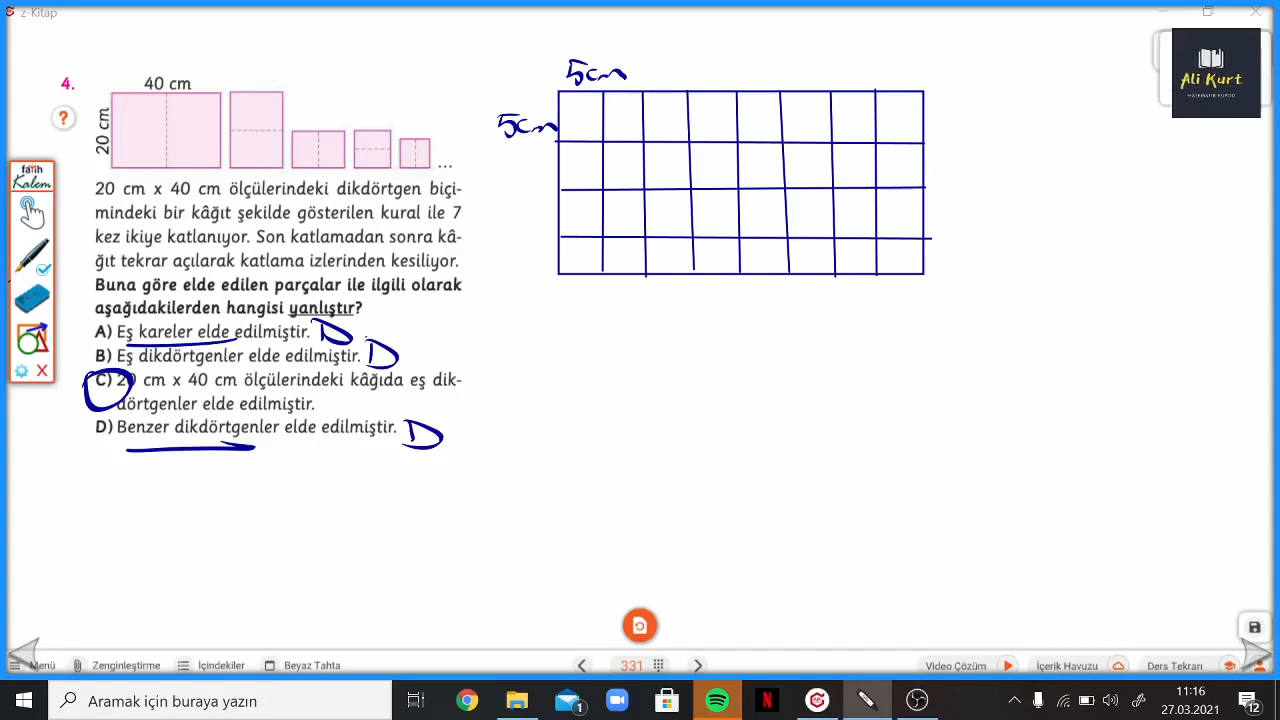 z-Kitap
Ali Kurt
4.
40 cm
20 cm
...
5cm
5cm
fatih
Kalem
20 cm x 40 cm ölçülerindeki dikdörtgen biçi-
mindeki bir kâğıt şekilde gösterilen kural ile 7
kez ikiye katlanıyor. Son katlamadan sonra kâ-
ğıt tekrar açılarak katlama izlerinden kesiliyor.
Buna göre elde edilen parçalar ile ilgili olarak
aşağıdakilerden hangisi yanlıştır?
A) Eş kareler elde edilmiştir. D
B) Eş dikdörtgenler elde edilmiştir. D
C) 20 cm x 40 cm ölçülerindeki kâğıda eş dik-
dörtgenler elde edilmiştir.
D) Benzer dikdörtgenler elde edilmiştir. D
Menü Zenginleştirme İçindekiler Beyaz Tahta 331 Video Çözüm İçerik Havuzu Ders Tekrarı
Aramak için buraya yazın
1
11:16
27.03.2021
12